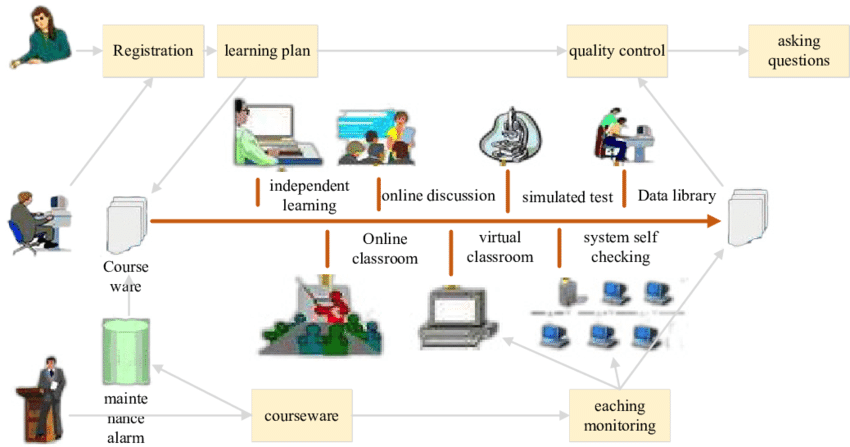 Registration
learning plan
quality control
asking
questions
independent
learning
online discussion
simulated test
Data library
Online
classroom
virtual
classroom
system self
checking
Course
ware
mainte
nance
alarm
courseware
eaching
monitoring